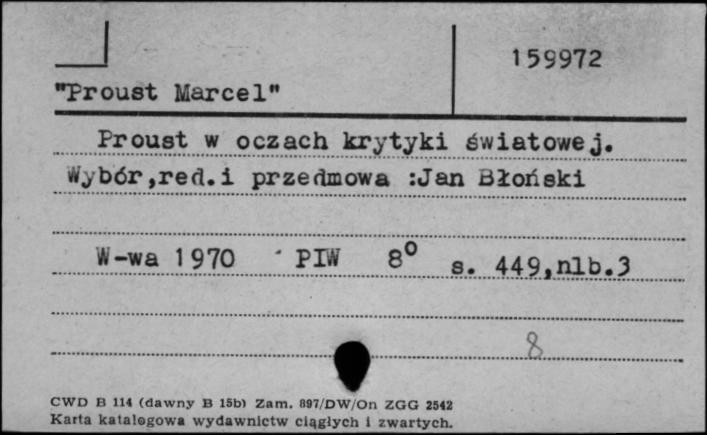 159972
"Proust Marcel"
Proust w oczach krytyki światowej.
Wybór,red.i przedmowa :Jan Błoński
W-wa 1970 PIW 8° s. 449,nlb.3
8
CWD B 114 (dawny B 15b) Zam. 897/DW/On ZGG 2542
Karta katalogowa wydawnictw ciągłych i zwartych.